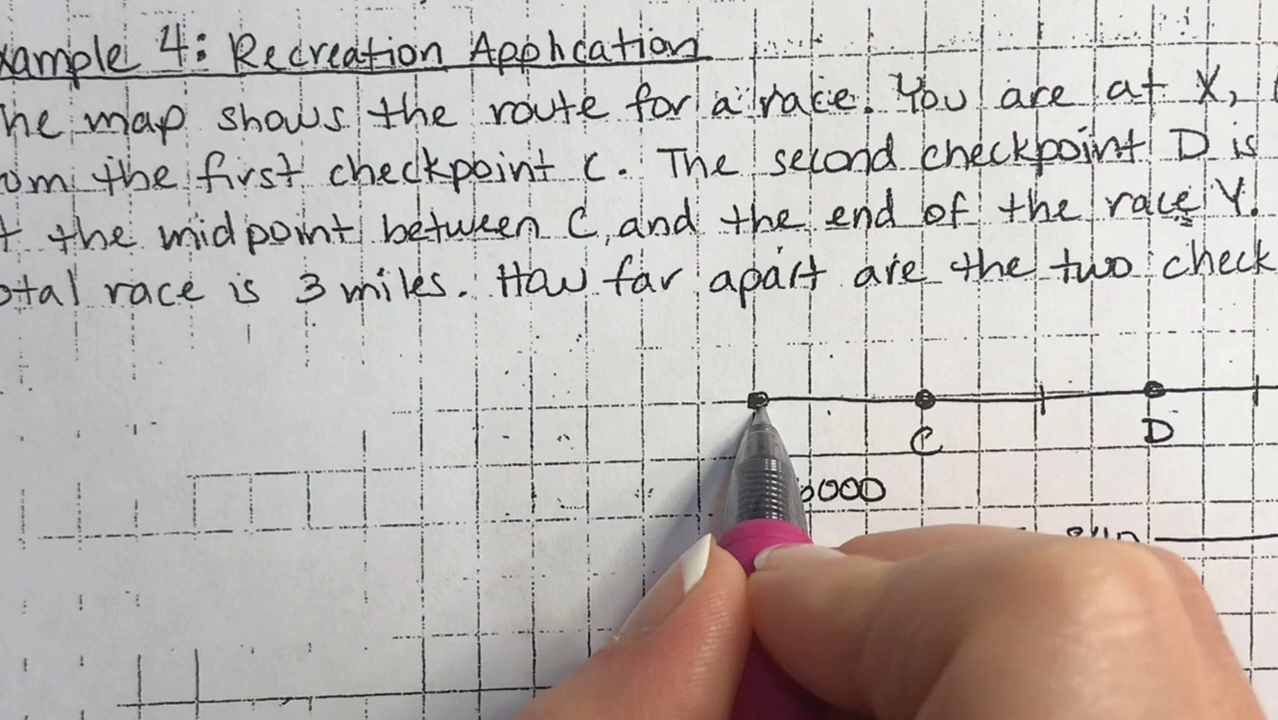 xample 4: Recreation Application
he map shows the route for a race. You are at X,
om the first checkpoint C. The second checkpoint D is
t the midpoint between C, and the end of the race Y.
otal race is 3 miles. How far apart are the two check
C D
000